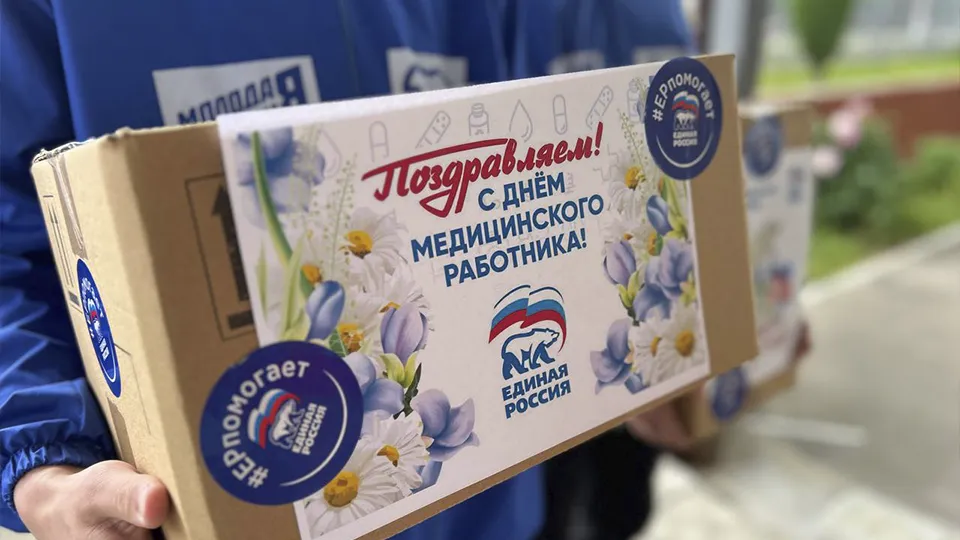 МОЛОДАЯ
Поздравляем!
С ДНЁМ
МЕДИЦИНСКОГО
РАБОТНИКА!
ЕДИНАЯ
РОССИЯ
#ЕРпомогает
ЕДИНАЯ
РОССИЯ
#ЕРпомогает
ЕДИНАЯ
РОССИЯ